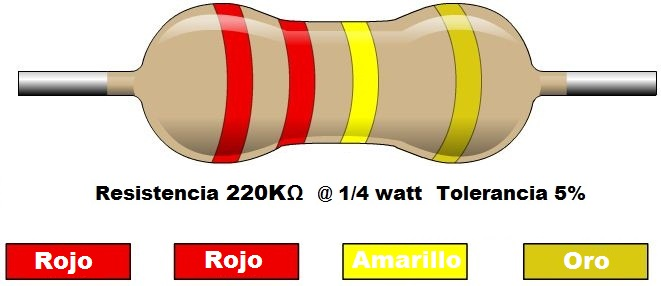 Resistencia 220KΩ @ 1/4 watt Tolerancia 5%
Rojo Rojo Amarillo Oro